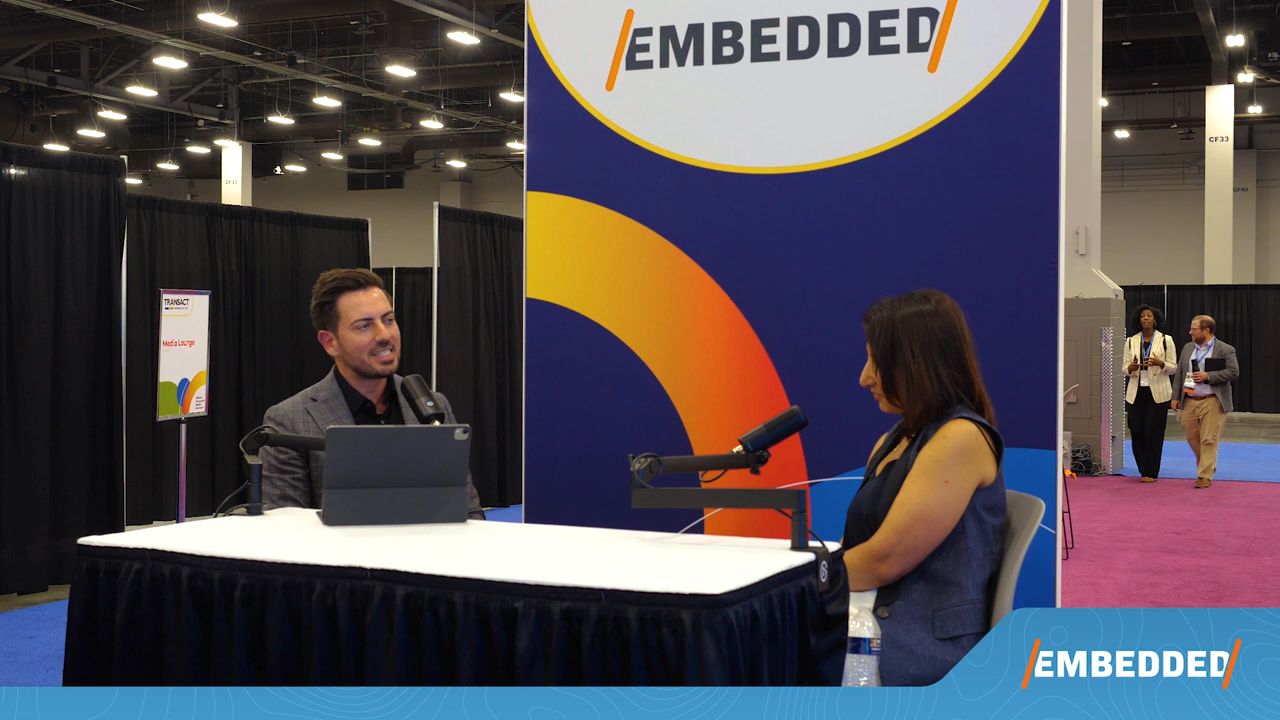 /EMBEDDED/
CF33
TRANSACT
Media Lounge
/EMBEDDED/